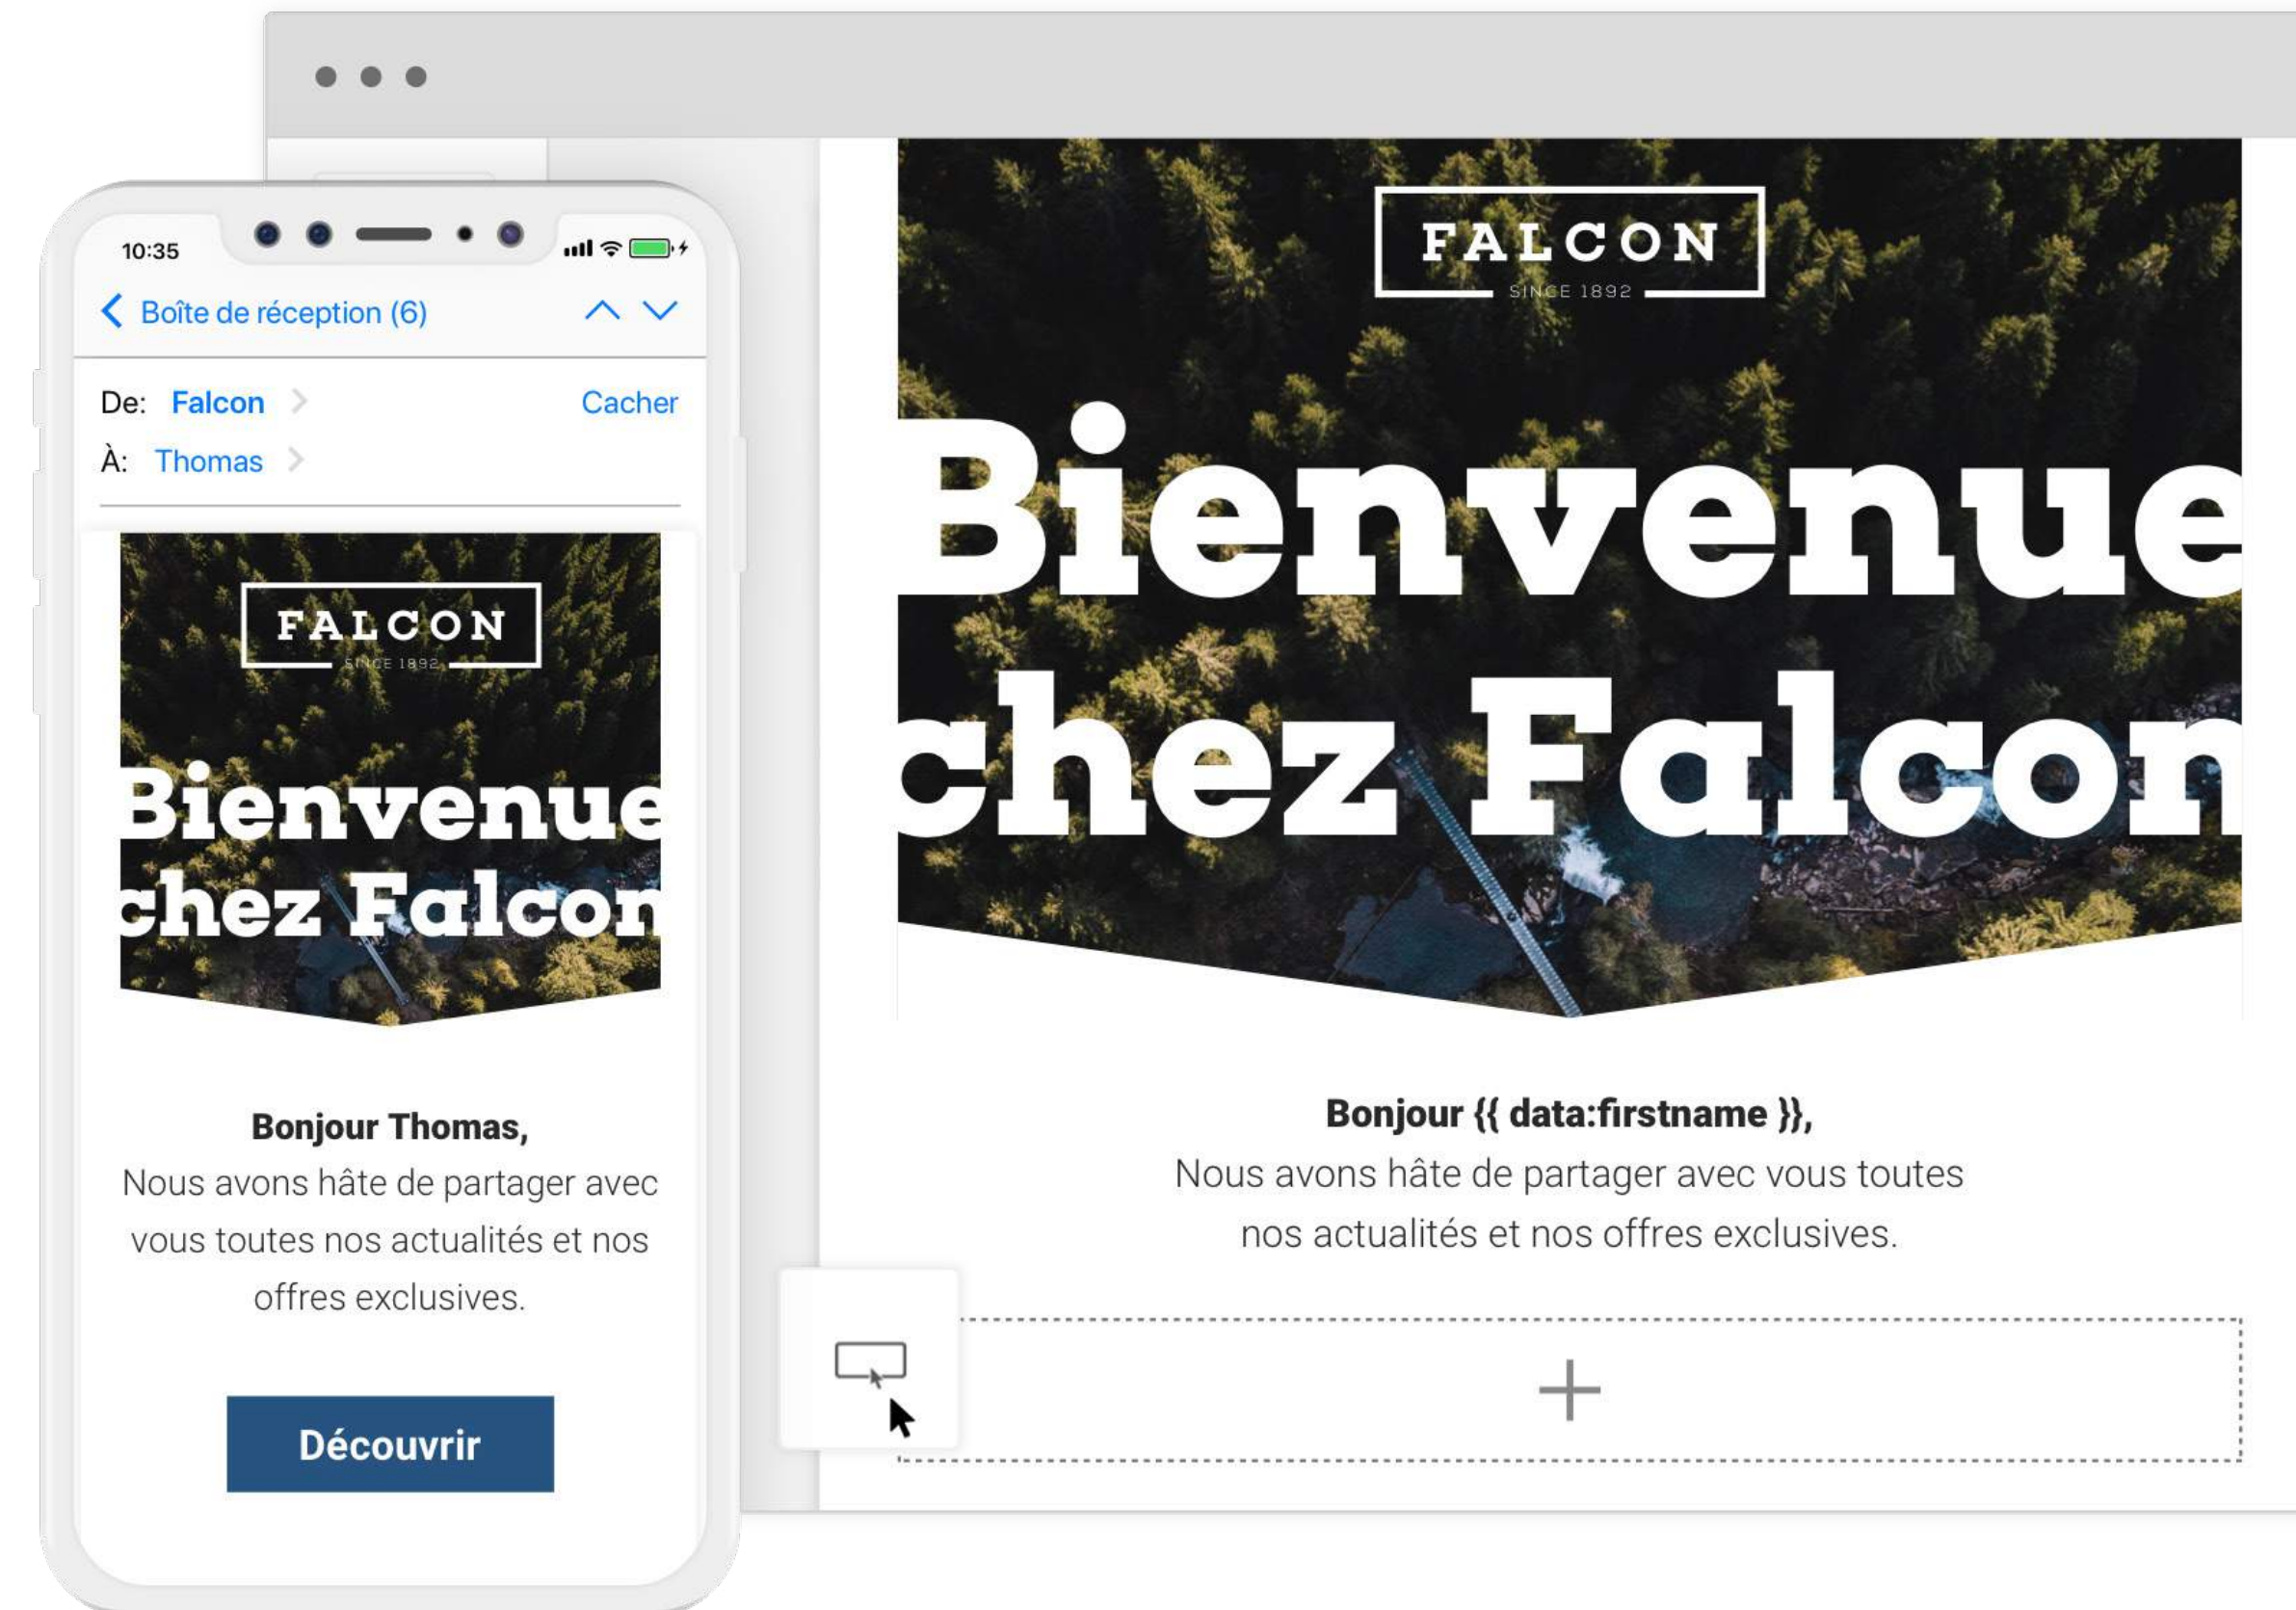 10:35
Boîte de réception (6)
De: Falcon
Cacher
À: Thomas
FALCON
SINCE 1892
Bienvenue
chez Falcon
Bonjour Thomas,
Nous avons hâte de partager avec
vous toutes nos actualités et nos
offres exclusives.
Découvrir
FALCON
SINCE 1892
Bienvenue
chez Falcon
Bonjour {{ data:firstname }},
Nous avons hâte de partager avec vous toutes
nos actualités et nos offres exclusives.